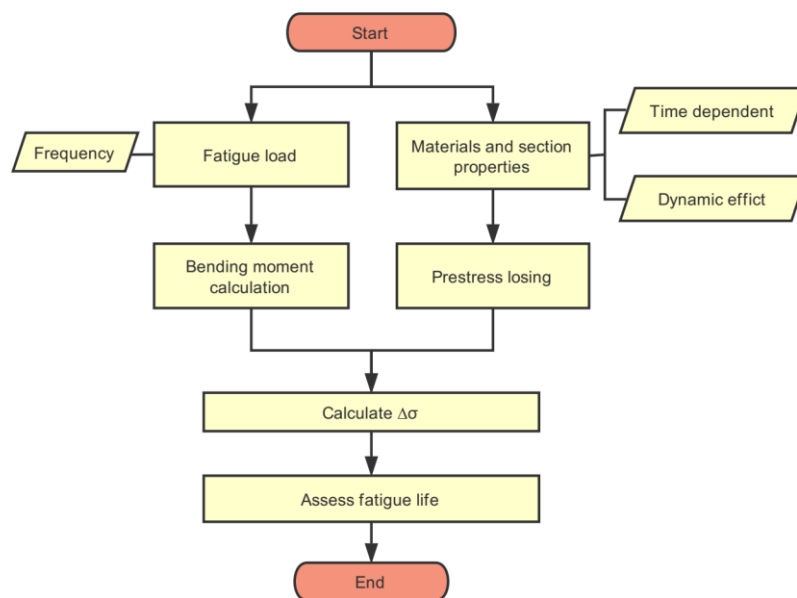 Start
Frequency
Fatigue load
Materials and section
properties
Time dependent
Dynamic effict
Bending moment
calculation
Prestress losing
Calculate Δσ
Assess fatigue life
End